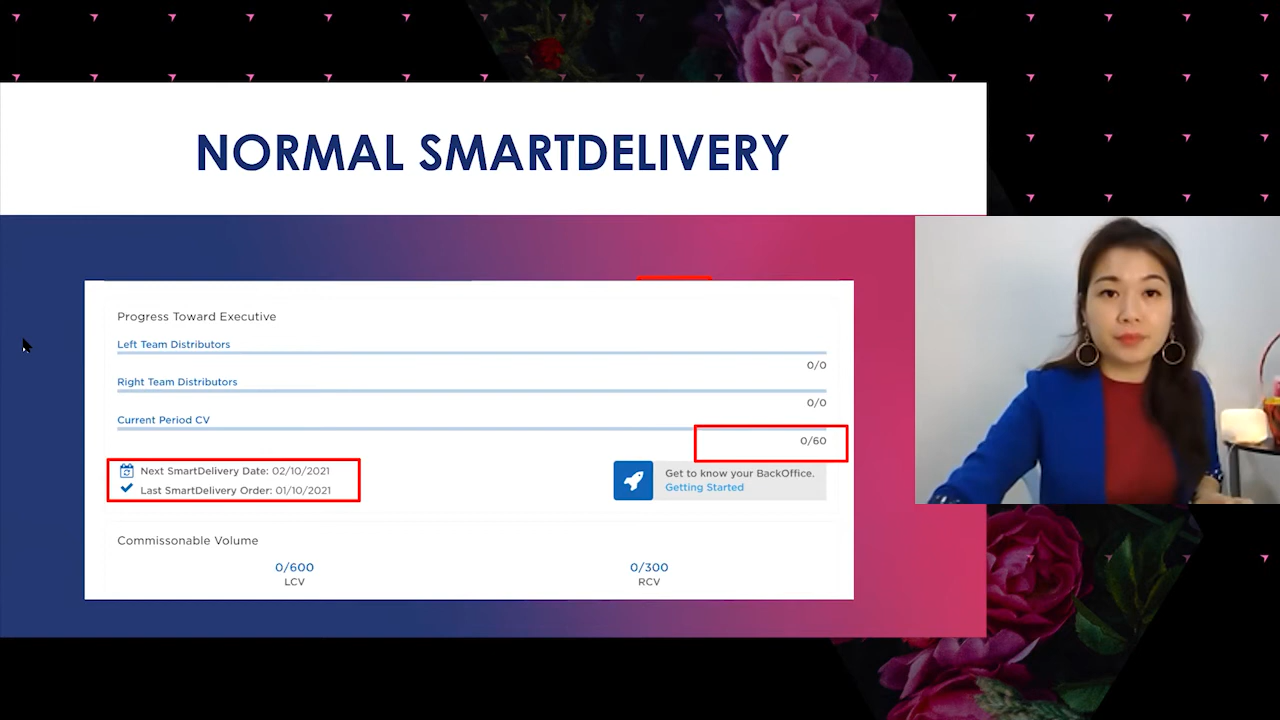 NORMAL SMARTDELIVERY
Progress Toward Executive
Left Team Distributors
0/0
Right Team Distributors
0/0
Current Period CV
0/60
Next SmartDelivery Date: 02/10/2021
Last SmartDelivery Order: 01/10/2021
Get to know your BackOffice.
Getting Started
Commissonable Volume
0/600
LCV
0/300
RCV